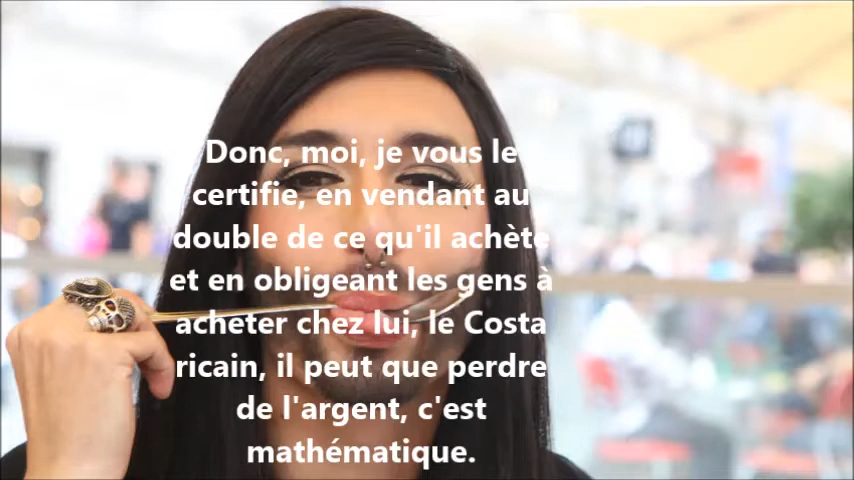 Donc, moi, je vous le
certifie, en vendant au
double de ce qu'il achète
et en obligeant les gens à
acheter chez lui, le Costa
ricain, il peut que perdre
de l'argent, c'est
mathématique.